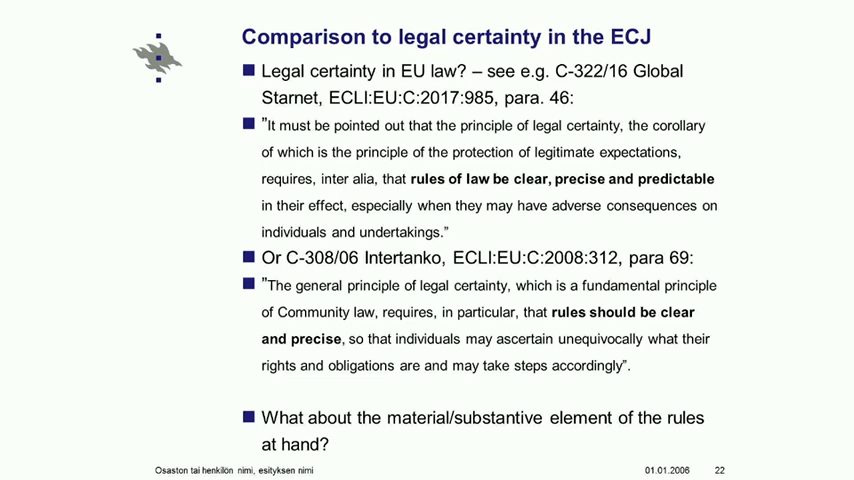 Comparison to legal certainty in the ECJ
Legal certainty in EU law? – see e.g. C-322/16 Global
Starnet, ECLI:EU:C:2017:985, para. 46:
”It must be pointed out that the principle of legal certainty, the corollary
of which is the principle of the protection of legitimate expectations,
requires, inter alia, that rules of law be clear, precise and predictable
in their effect, especially when they may have adverse consequences on
individuals and undertakings.”
Or C-308/06 Intertanko, ECLI:EU:C:2008:312, para 69:
”The general principle of legal certainty, which is a fundamental principle
of Community law, requires, in particular, that rules should be clear
and precise, so that individuals may ascertain unequivocally what their
rights and obligations are and may take steps accordingly”.
What about the material/substantive element of the rules
at hand?
Osaston tai henkilön nimi, esityksen nimi 01.01.2006 22